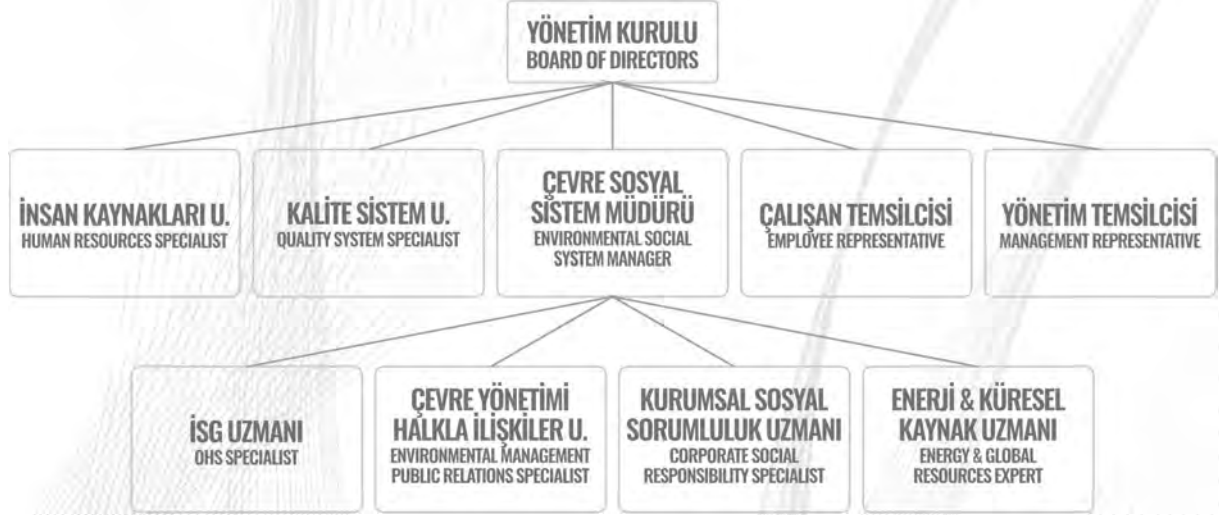 YÖNETİM KURULU
BOARD OF DIRECTORS
İNSAN KAYNAKLARI U.
HUMAN RESOURCES SPECIALIST
KALİTE SİSTEM U.
QUALITY SYSTEM SPECIALIST
ÇEVRE SOSYAL
SİSTEM MÜDÜRÜ
ENVIRONMENTAL SOCIAL
SYSTEM MANAGER
ÇALIŞAN TEMSİLCİSİ
EMPLOYEE REPRESENTATIVE
YÖNETİM TEMSİLCİSİ
MANAGEMENT REPRESENTATIVE
İSG UZMANI
OHS SPECIALIST
ÇEVRE YÖNETİMİ
HALKLA İLİŞKİLER U.
ENVIRONMENTAL MANAGEMENT
PUBLIC RELATIONS SPECIALIST
KURUMSAL SOSYAL
SORUMLULUK UZMANI
CORPORATE SOCIAL
RESPONSIBILITY SPECIALIST
ENERJİ & KÜRESEL
KAYNAK UZMANI
ENERGY & GLOBAL
RESOURCES EXPERT